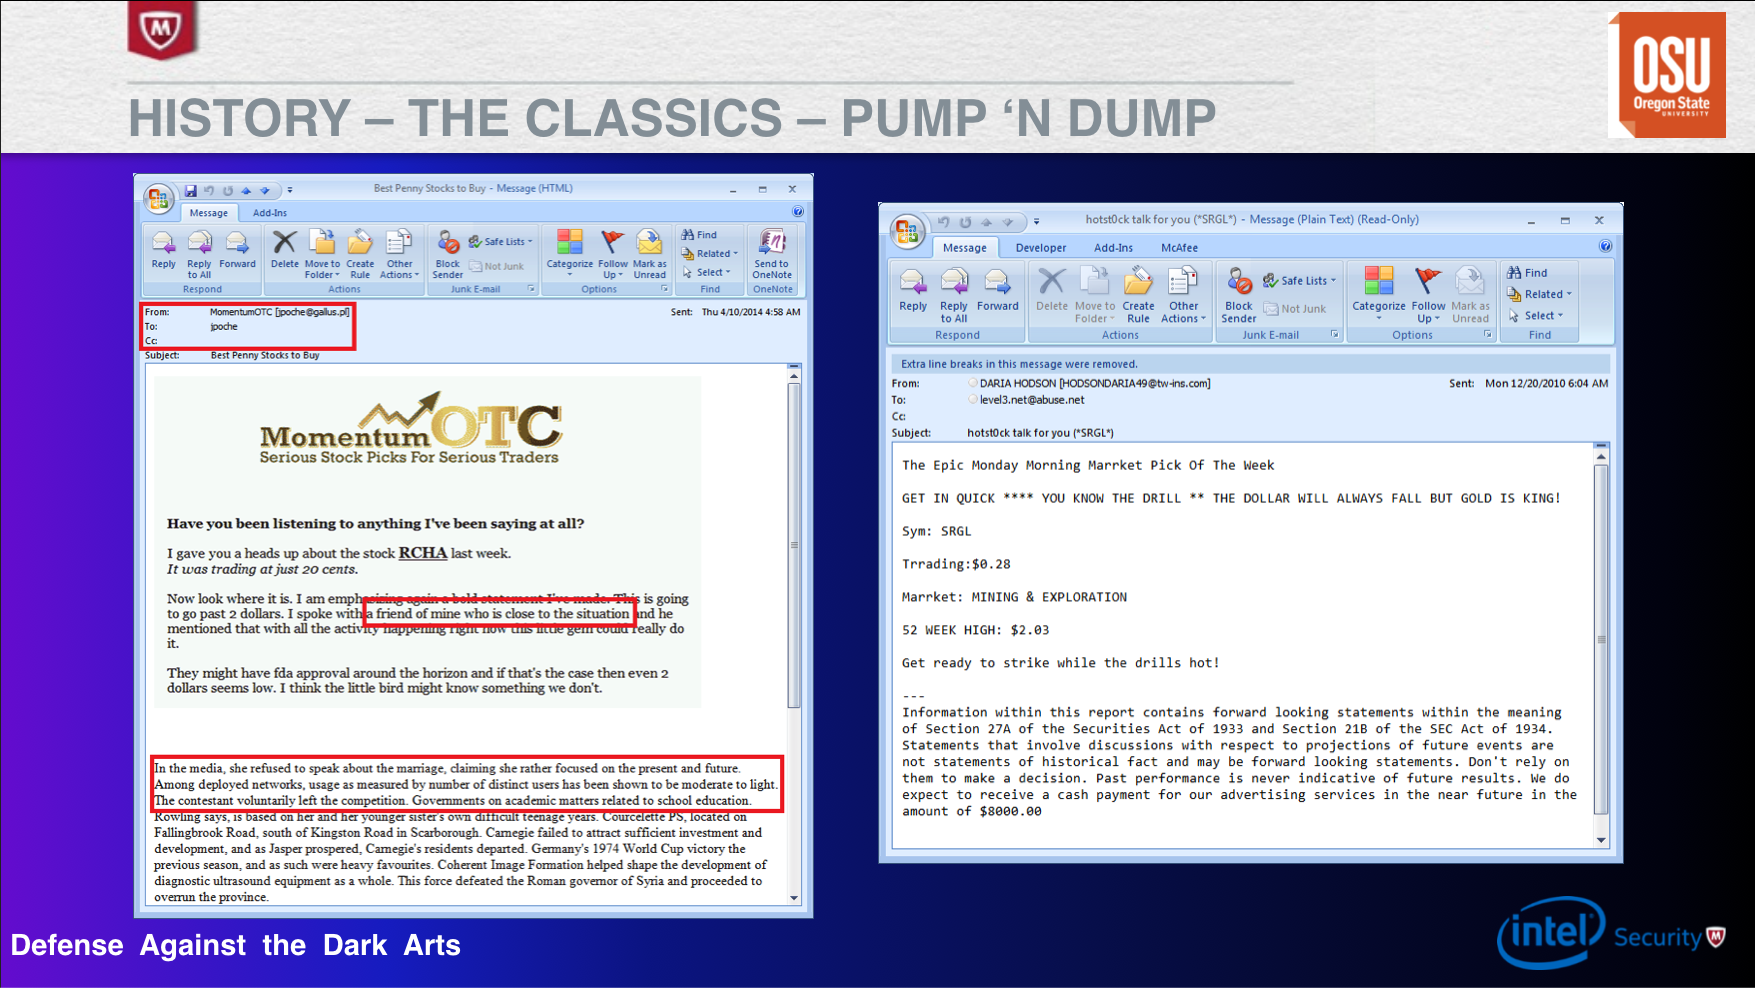 M
OSU
Oregon State
UNIVERSITY
HISTORY – THE CLASSICS – PUMP ‘N DUMP
Best Penny Stocks to Buy - Message (HTML)
Message Add-Ins
Reply
Reply to All
Forward
Respond
Delete
Move to Folder
Create Rule
Other Actions
Actions
Block Sender
Safe Lists
Not Junk
Junk E-mail
Categorize
Follow Up
Mark as Unread
Options
Find
Related
Select
Find
Send to OneNote
OneNote
From: MomentumOTC [jpoche@gallus.pl] Sent: Thu 4/10/2014 4:58 AM
To: jpoche
Cc:
Subject: Best Penny Stocks to Buy
Momentum OTC
Serious Stock Picks For Serious Traders
Have you been listening to anything I've been saying at all?
I gave you a heads up about the stock RCHA last week.
It was trading at just 20 cents.
Now look where it is. I am emphasizing again a bold statement I've made. This is going
to go past 2 dollars. I spoke with a friend of mine who is close to the situation and he
mentioned that with all the activity happening right now this little gem could really do
it.
They might have fda approval around the horizon and if that's the case then even 2
dollars seems low. I think the little bird might know something we don't.
In the media, she refused to speak about the marriage, claiming she rather focused on the present and future.
Among deployed networks, usage as measured by number of distinct users has been shown to be moderate to light.
The contestant voluntarily left the competition. Governments on academic matters related to school education.
Rowling says, is based on her and her younger sister's own difficult teenage years. Courcelette PS, located on
Fallingbrook Road, south of Kingston Road in Scarborough. Carnegie failed to attract sufficient investment and
development, and as Jasper prospered, Carnegie's residents departed. Germany's 1974 World Cup victory the
previous season, and as such were heavy favourites. Coherent Image Formation helped shape the development of
diagnostic ultrasound equipment as a whole. This force defeated the Roman governor of Syria and proceeded to
overrun the province.
hotst0ck talk for you (*SRGL*) - Message (Plain Text) (Read-Only)
Message Developer Add-Ins McAfee
Reply
Reply to All
Forward
Respond
Delete
Move to Folder
Create Rule
Other Actions
Actions
Block Sender
Safe Lists
Not Junk
Junk E-mail
Categorize
Follow Up
Mark as Unread
Options
Find
Related
Select
Find
Extra line breaks in this message were removed.
From: DARIA HODSON [HODSONDARIA49@tw-ins.com] Sent: Mon 12/20/2010 6:04 AM
To: level3.net@abuse.net
Cc:
Subject: hotst0ck talk for you (*SRGL*)
The Epic Monday Morning Marrket Pick Of The Week
GET IN QUICK **** YOU KNOW THE DRILL ** THE DOLLAR WILL ALWAYS FALL BUT GOLD IS KING!
Sym: SRGL
Trrading:$0.28
Marrket: MINING & EXPLORATION
52 WEEK HIGH: $2.03
Get ready to strike while the drills hot!
---
Information within this report contains forward looking statements within the meaning
of Section 27A of the Securities Act of 1933 and Section 21B of the SEC Act of 1934.
Statements that involve discussions with respect to projections of future events are
not statements of historical fact and may be forward looking statements. Don't rely on
them to make a decision. Past performance is never indicative of future results. We do
expect to receive a cash payment for our advertising services in the near future in the
amount of $8000.00
Defense Against the Dark Arts
intel Security